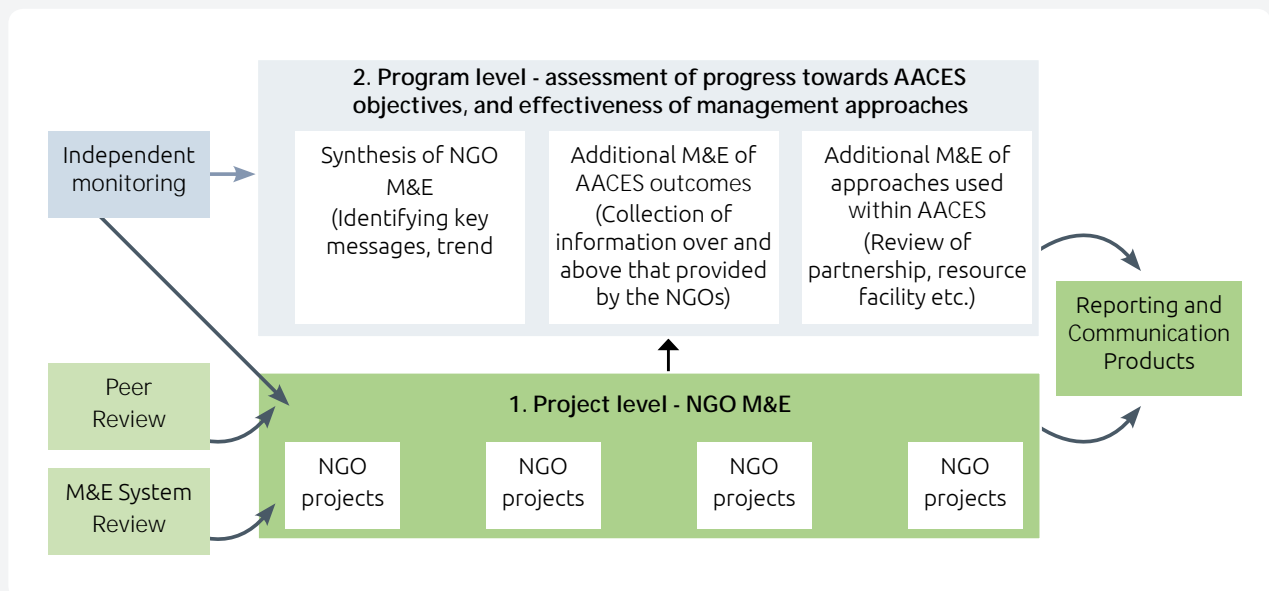 2. Program level - assessment of progress towards AACES
objectives, and effectiveness of management approaches
Independent
monitoring
Synthesis of NGO
M&E
(Identifying key
messages, trend
Additional M&E of
AACES outcomes
(Collection of
information over and
above that provided
by the NGOs)
Additional M&E of
approaches used
within AACES
(Review of
partnership, resource
facility etc.)
Reporting and
Communication
Products
Peer
Review
1. Project level - NGO M&E
M&E System
Review
NGO
projects
NGO
projects
NGO
projects
NGO
projects